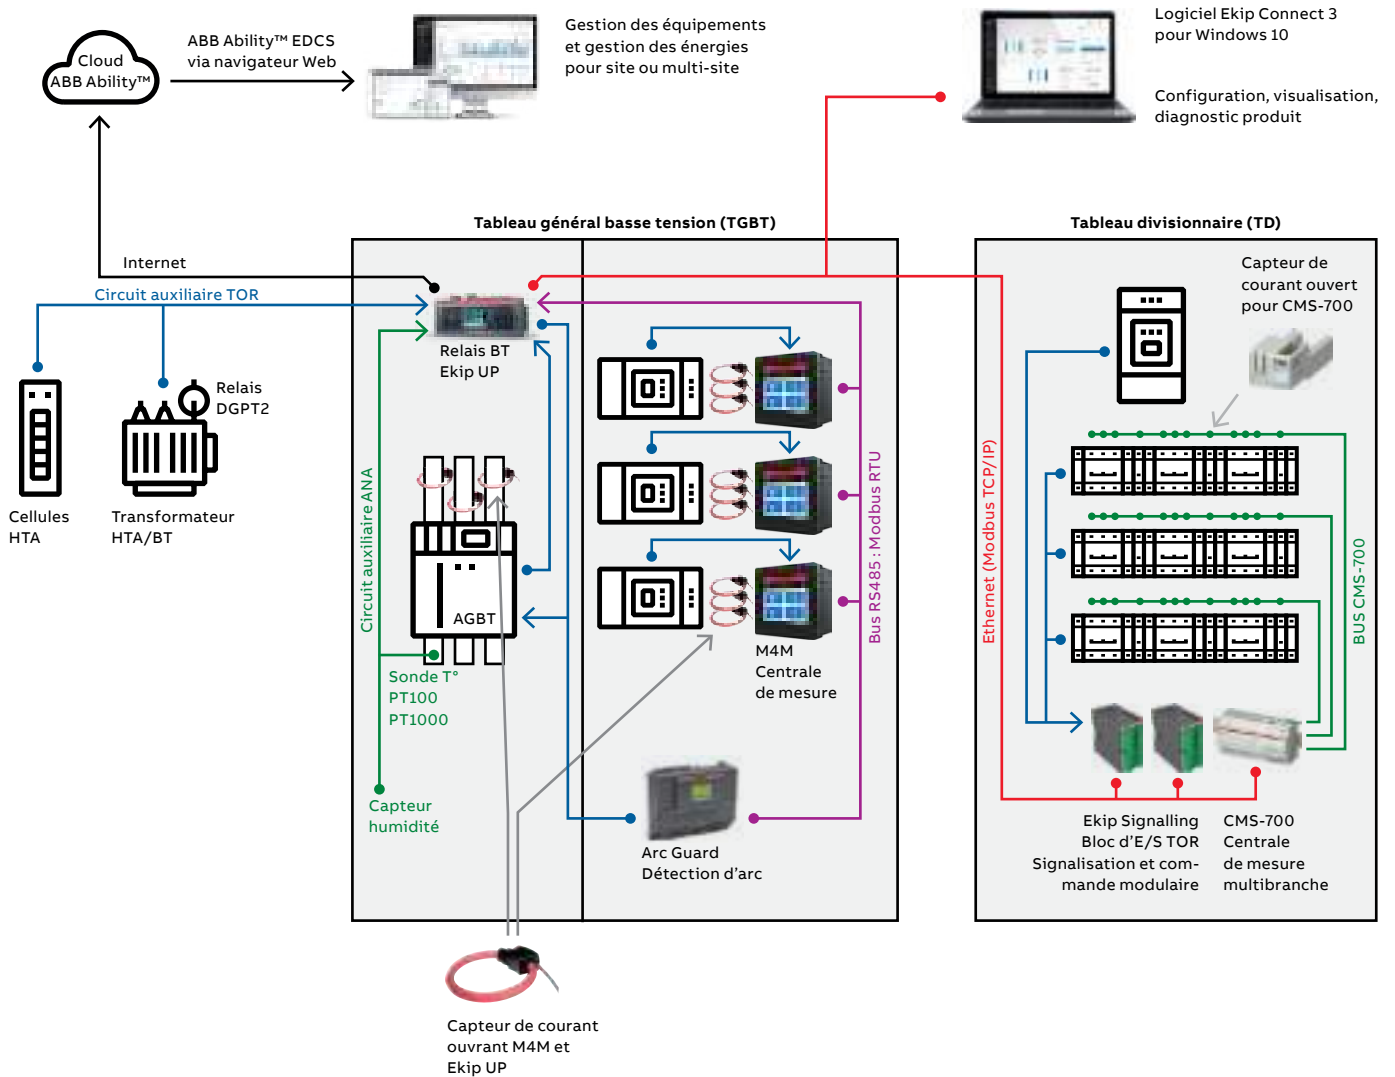 Cloud
ABB Ability™
ABB Ability™ EDCS
via navigateur Web
Gestion des équipements
et gestion des énergies
pour site ou multi-site
Logiciel Ekip Connect 3
pour Windows 10
Configuration, visualisation,
diagnostic produit
Tableau général basse tension (TGBT)
Tableau divisionnaire (TD)
Internet
Circuit auxiliaire TOR
Relais
DGPT2
Cellules
HTA
Transformateur
HTA/BT
Relais BT
Ekip UP
Circuit auxiliaire ANA
AGBT
Sonde T°
PT100
PT1000
Capteur
humidité
M4M
Centrale
de mesure
Bus RS485 : Modbus RTU
Arc Guard
Détection d'arc
Capteur de courant
ouvrant M4M et
Ekip UP
Ethernet (Modbus TCP/IP)
Capteur de
courant ouvert
pour CMS-700
BUS CMS-700
Ekip Signalling
Bloc d'E/S TOR
Signalisation et com-
mande modulaire
CMS-700
Centrale
de mesure
multibranche